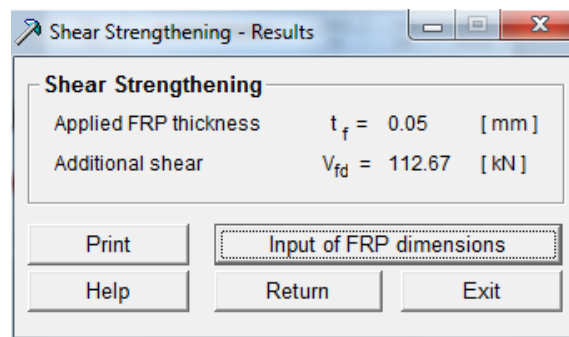 Shear Strengthening - Results
Shear Strengthening
Applied FRP thickness t f = 0.05 [ mm ]
Additional shear Vfd = 112.67 [ kN ]
Print Input of FRP dimensions
Help Return Exit